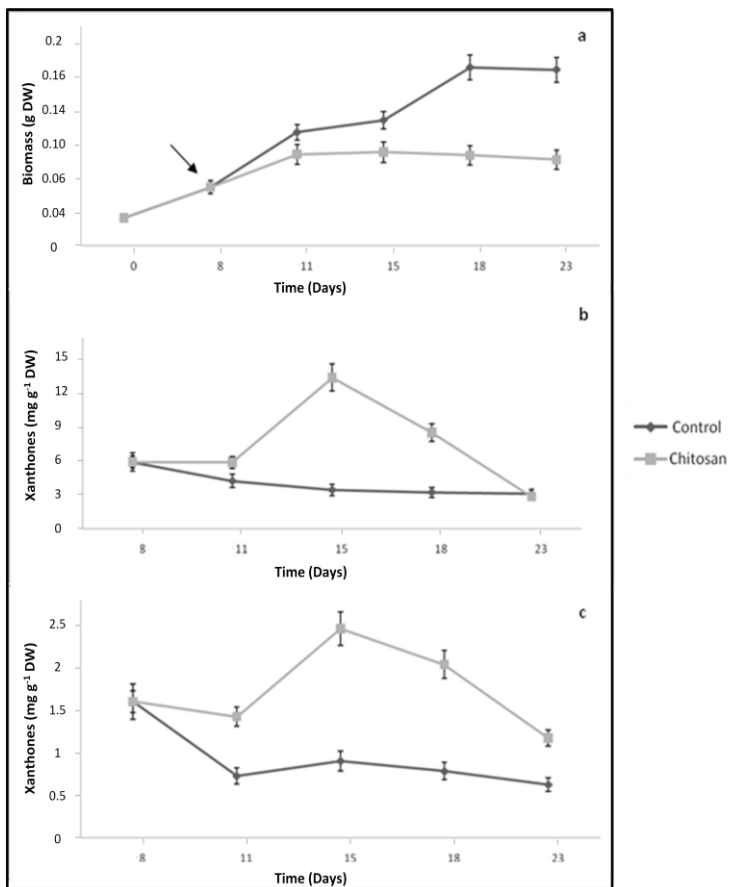 a
0.2
0.16
0.14
0.10
0.06
0.04
0
Biomass (g DW)
0 8 11 15 18 23
Time (Days)
b
15
12
9
6
3
0
Xanthones (mg g⁻¹ DW)
8 11 15 18 23
Time (Days)
Control
Chitosan
c
2.5
2
1.5
1
0.5
0
Xanthones (mg g⁻¹ DW)
8 11 15 18 23
Time (Days)